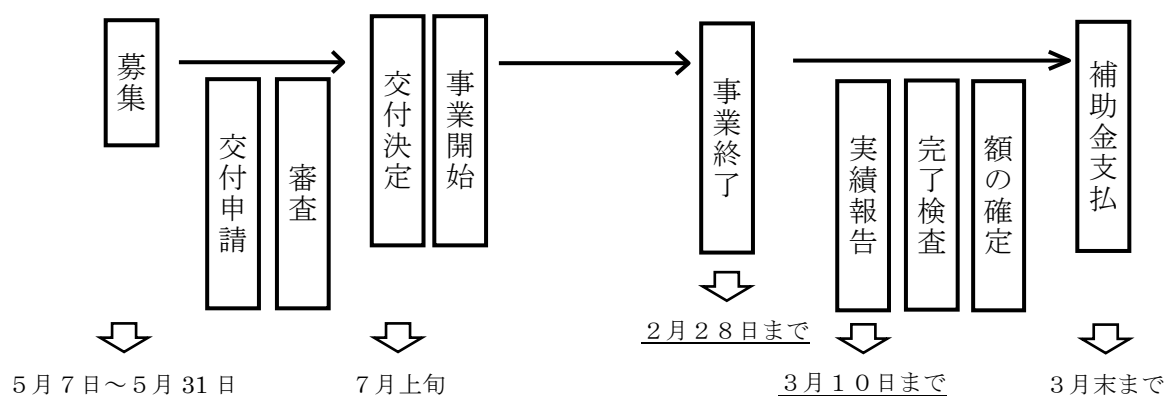 募集
交付申請
審査
交付決定
事業開始
事業終了
実績報告
完了検査
額の確定
補助金支払
５月７日～５月 31 日
７月上旬
２月２８日まで
３月１０日まで
３月末まで